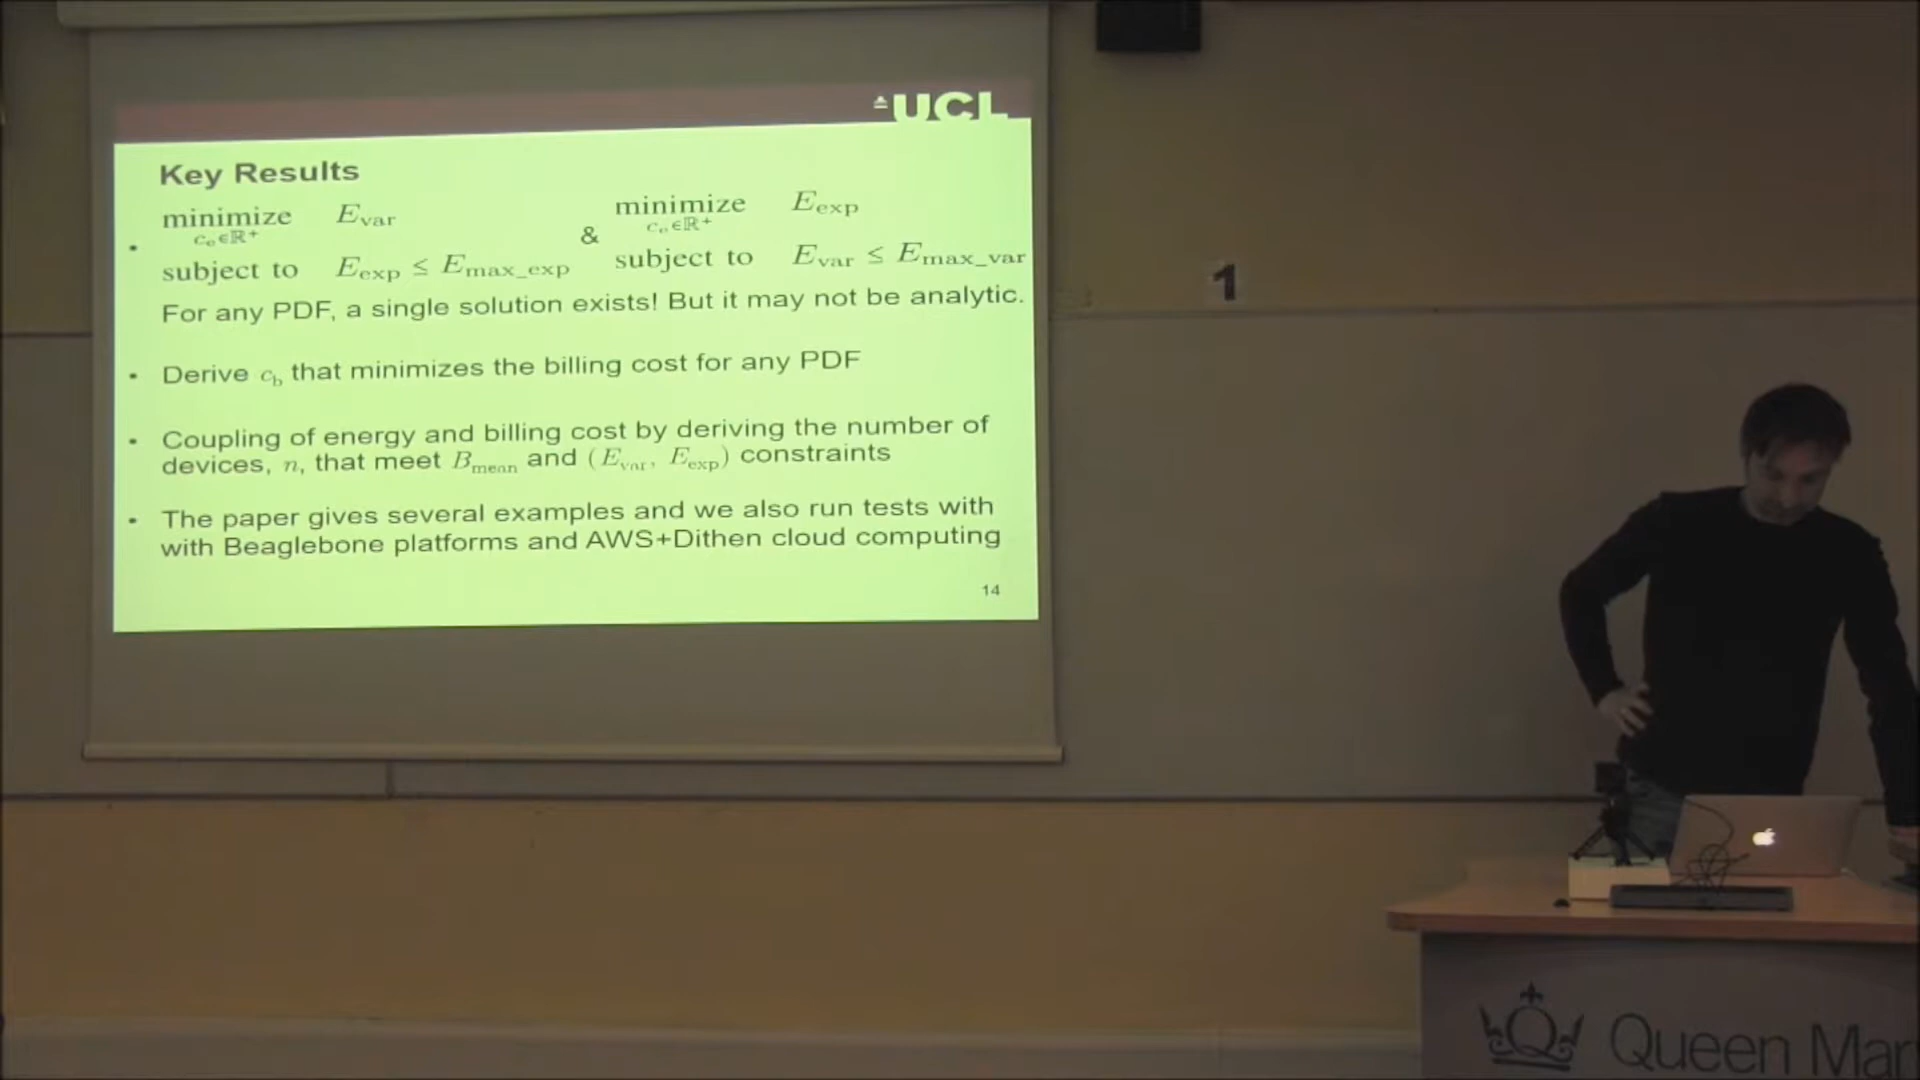 UCL
Key Results
minimize E_var & minimize E_exp
c_e∈ℝ⁺ c_e∈ℝ⁺
• subject to E_exp ≤ E_max_exp subject to E_var ≤ E_max_var
For any PDF, a single solution exists! But it may not be analytic.
• Derive c_b that minimizes the billing cost for any PDF
• Coupling of energy and billing cost by deriving the number of
devices, n, that meet B_mean and (E_var, E_exp) constraints
• The paper gives several examples and we also run tests with
with Beaglebone platforms and AWS+Dithen cloud computing
14
1
Queen Mar